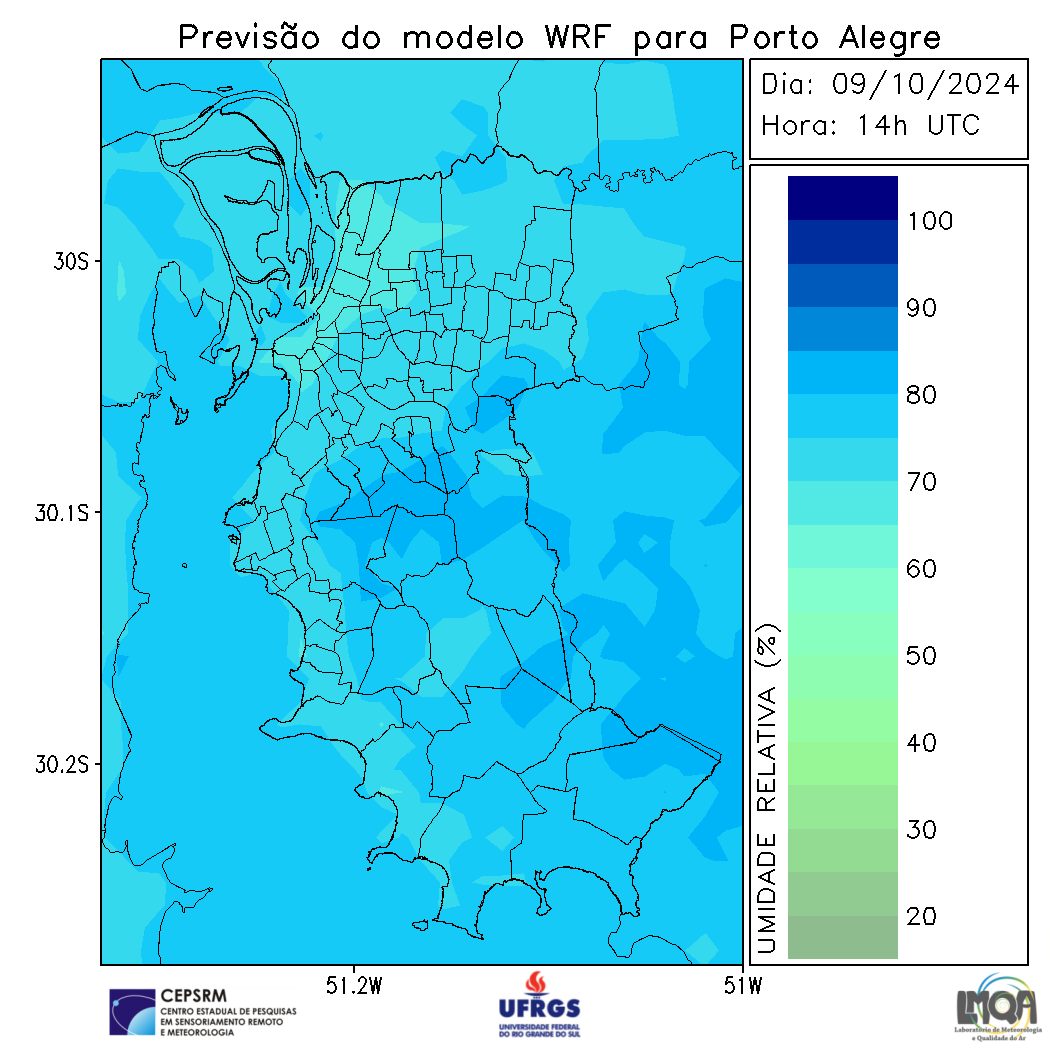 Previsão do modelo WRF para Porto Alegre
Dia: 09/10/2024
Hora: 14h UTC
30S
30.1S
30.2S
51.2W
51W
100
90
80
70
60
50
40
30
20
UMIDADE RELATIVA (%)
CEPSRM
CENTRO ESTADUAL DE PESQUISAS
EM SENSORIAMENTO REMOTO
E METEOROLOGIA
UFRGS
UNIVERSIDADE FEDERAL
DO RIO GRANDE DO SUL
LMQA
Laboratório de Meteorologia
e Qualidade do Ar